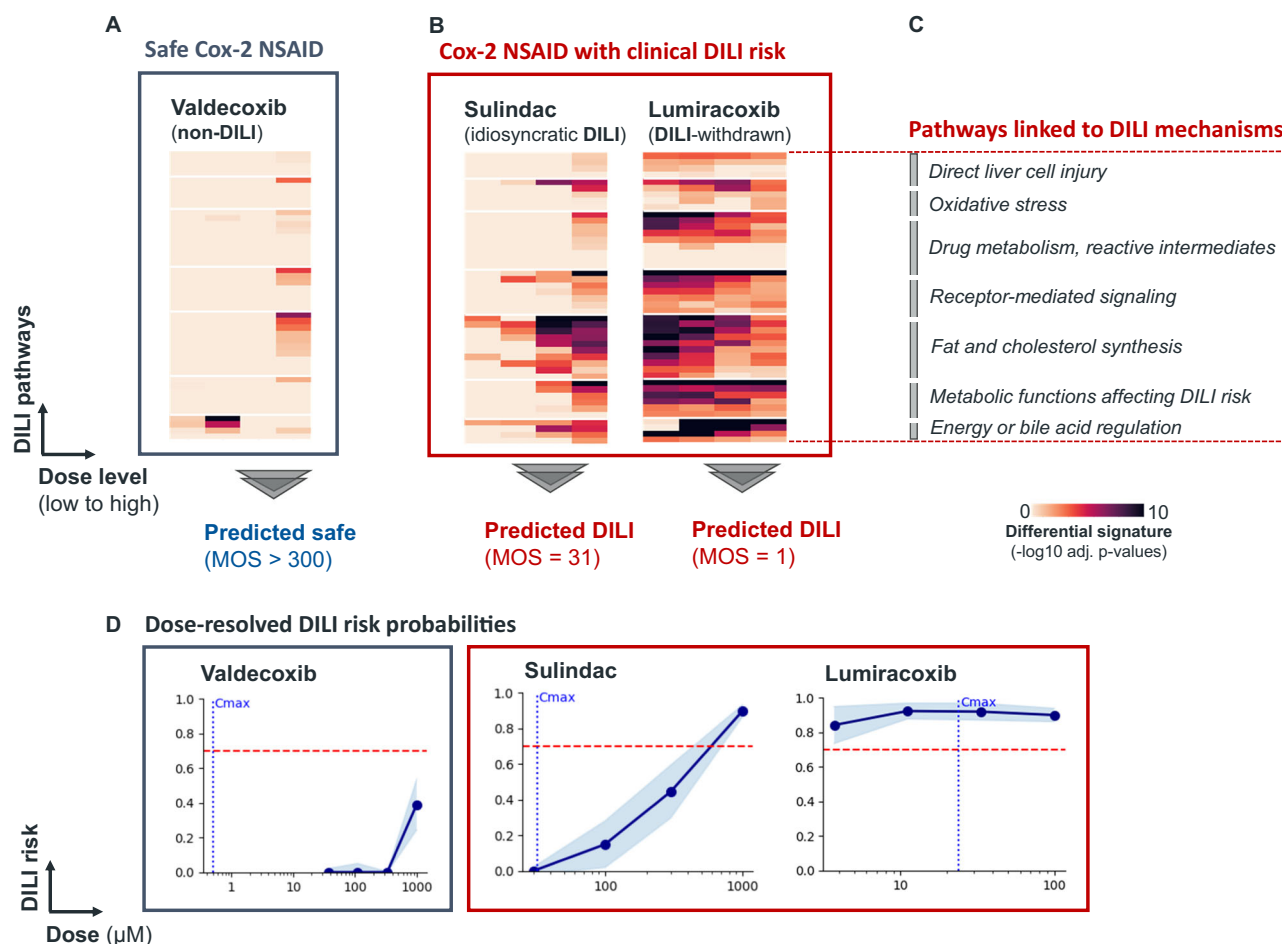 A
Safe Cox-2 NSAID
Valdecoxib
(non-DILI)
DILI pathways
Dose level
(low to high)
Predicted safe
(MOS > 300)
B
Cox-2 NSAID with clinical DILI risk
Sulindac
(idiosyncratic DILI)
Lumiracoxib
(DILI-withdrawn)
Predicted DILI
(MOS = 31)
Predicted DILI
(MOS = 1)
C
Pathways linked to DILI mechanisms
Direct liver cell injury
Oxidative stress
Drug metabolism, reactive intermediates
Receptor-mediated signaling
Fat and cholesterol synthesis
Metabolic functions affecting DILI risk
Energy or bile acid regulation
0 10
Differential signature
(-log10 adj. p-values)
D Dose-resolved DILI risk probabilities
Valdecoxib
Cmax
1.0
0.8
0.6
0.4
0.2
0.0
1 10 100 1000
Sulindac
Cmax
1.0
0.8
0.6
0.4
0.2
0.0
100 1000
Lumiracoxib
Cmax
1.0
0.8
0.6
0.4
0.2
0.0
10 100
DILI risk
Dose (µM)